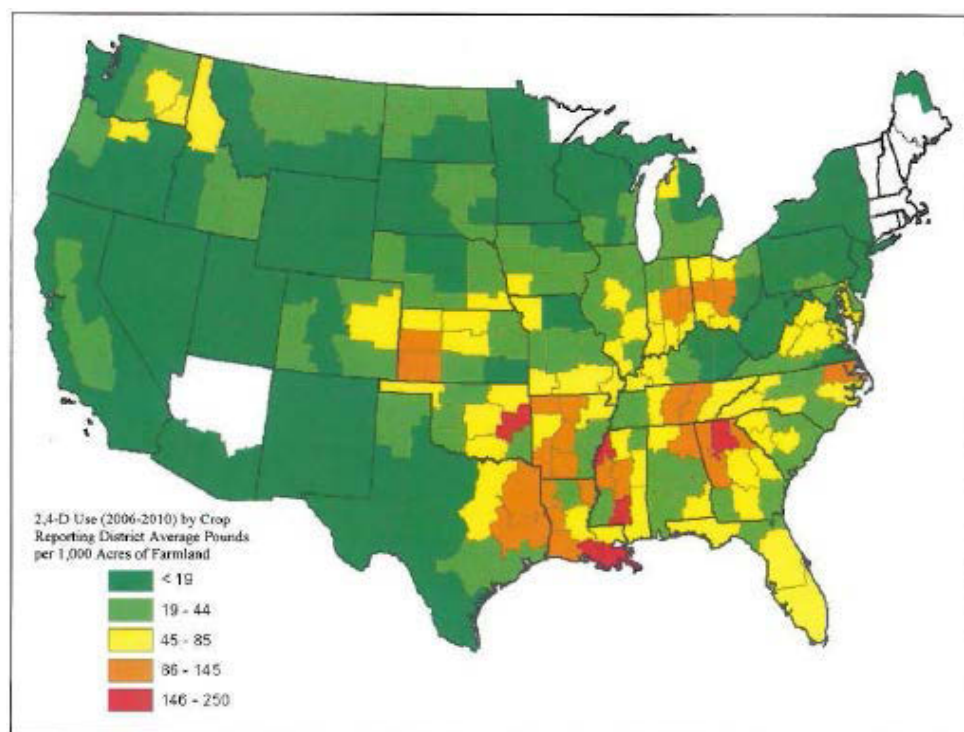 2,4-D Use (2006-2010) by Crop
Reporting District Average Pounds
per 1,000 Acres of Farmland
< 19
19 - 44
45 - 85
86 - 145
146 - 250